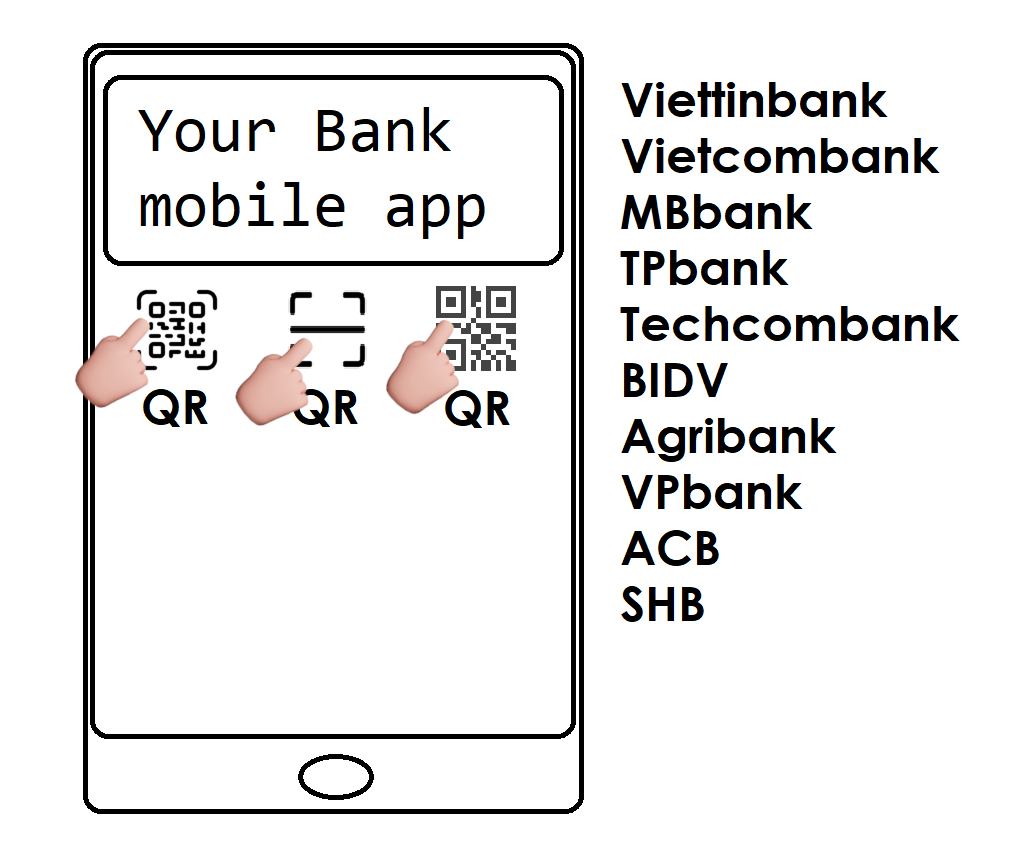 Your Bank
mobile app
QR QR QR
Viettinbank
Vietcombank
MBbank
TPbank
Techcombank
BIDV
Agribank
VPbank
ACB
SHB